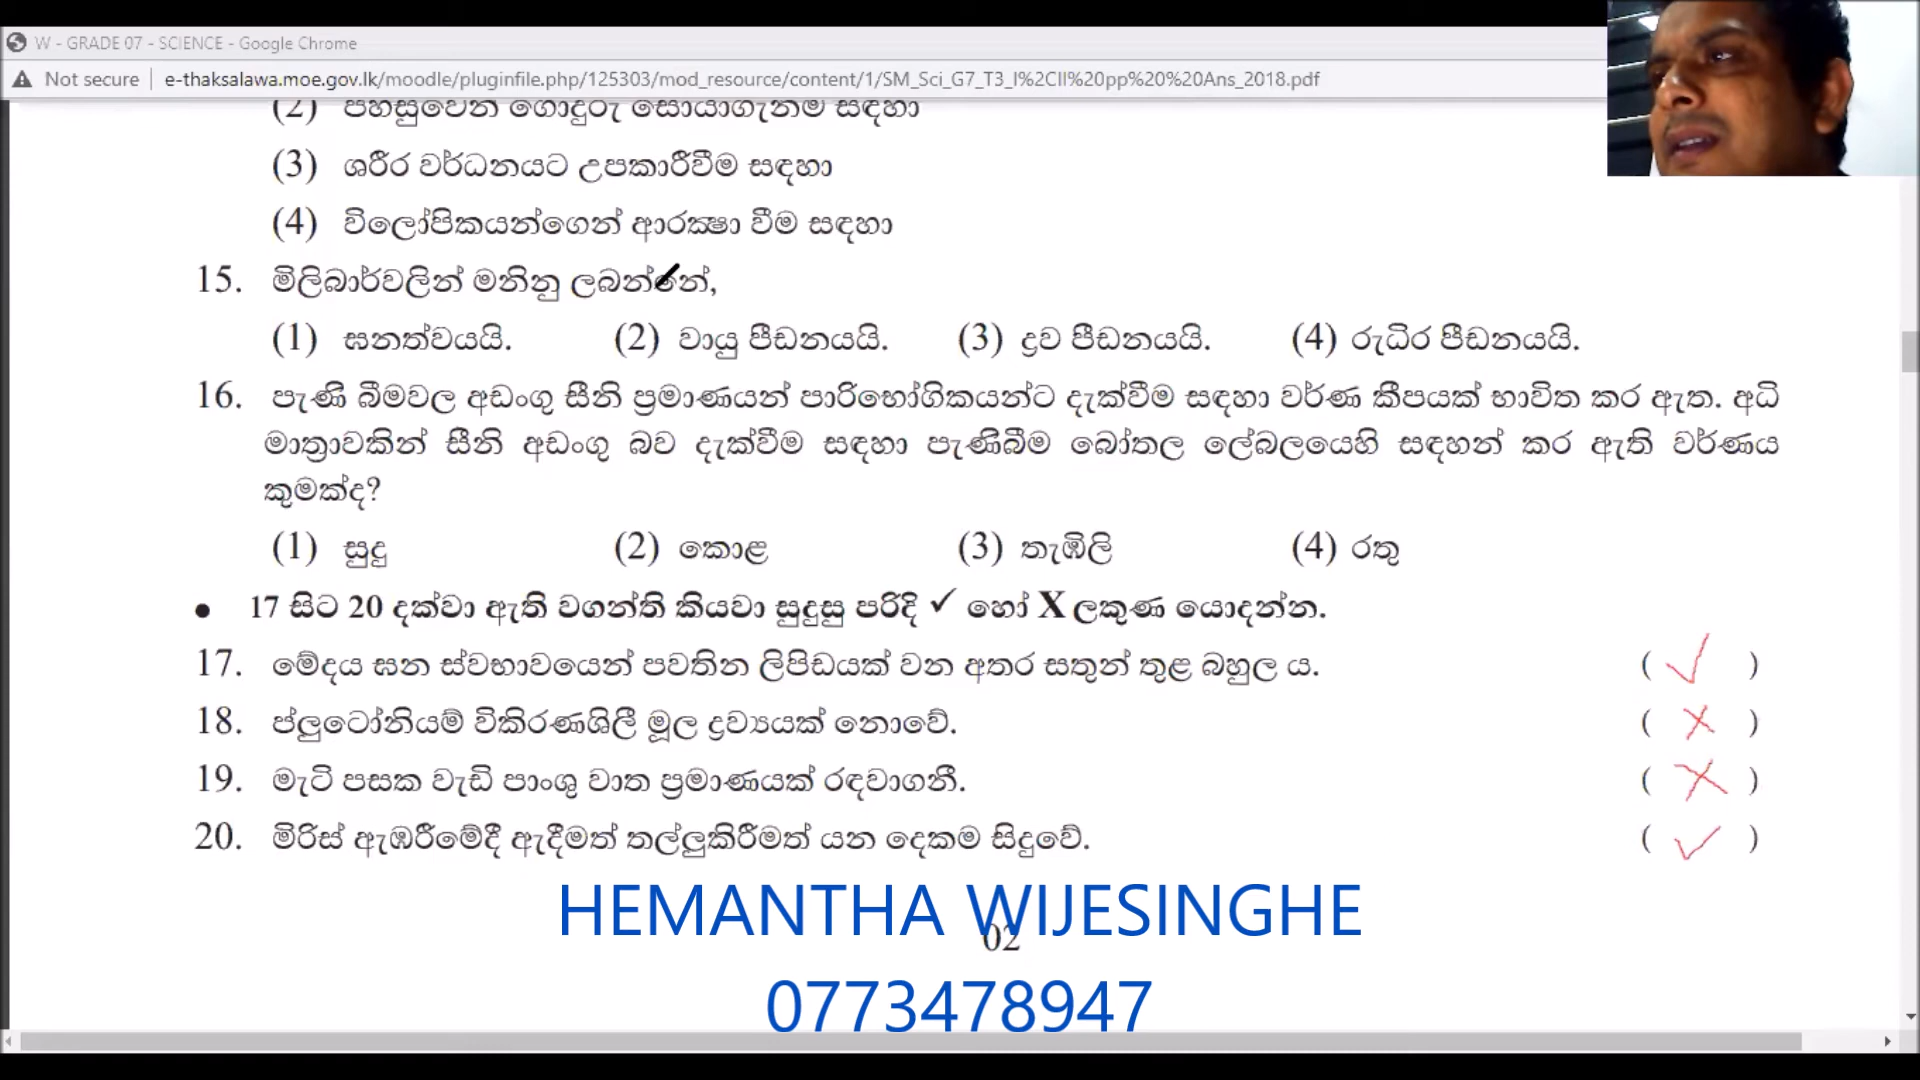 W - GRADE 07 - SCIENCE - Google Chrome
Not secure | e-thaksalawa.moe.gov.lk/moodle/pluginfile.php/125303/mod_resource/content/1/SM_Sci_G7_T3_I%2CII%20pp%20%20Ans_2018.pdf
(2) පහසුවෙන් ගොදුරු සොයාගැනීම සඳහා
(3) ශරීර වර්ධනයට උපකාරීවීම සඳහා
(4) විලෝපිකයන්ගෙන් ආරක්‍ෂා වීම සඳහා
15. මිලිබාර්වලින් මනිනු ලබන්නේ,
(1) ඝනත්වයයි. (2) වායු පීඩනයයි. (3) ද්‍රව පීඩනයයි. (4) රුධිර පීඩනයයි.
16. පැණි බීමවල අඩංගු සීනි ප්‍රමාණයන් පාරිභෝගිකයන්ට දැක්වීම සඳහා වර්ණ කීපයක් භාවිත කර ඇත. අධි
මාත්‍රාවකින් සීනි අඩංගු බව දැක්වීම සඳහා පැණිබීම බෝතල ලේබලයෙහි සඳහන් කර ඇති වර්ණය
කුමක්ද?
(1) සුදු (2) කොළ (3) තැඹිලි (4) රතු
● 17 සිට 20 දක්වා ඇති වගන්ති කියවා සුදුසු පරිදි ✓ හෝ X ලකුණ යොදන්න.
17. මේදය ඝන ස්වභාවයෙන් පවතින ලිපිඩයක් වන අතර සතුන් තුළ බහුල ය. ( ✓ )
18. ප්ලුටෝනියම් විකිරණශිලී මූල ද්‍රව්‍යයක් නොවේ. ( X )
19. මැටි පසක වැඩි පාංශු වාත ප්‍රමාණයක් රඳවාගනී. ( X )
20. මිරිස් ඇඹරීමේදී ඇදීමත් තල්ලුකිරීමත් යන දෙකම සිදුවේ. ( ✓ )
HEMANTHA WIJESINGHE
02
0773478947